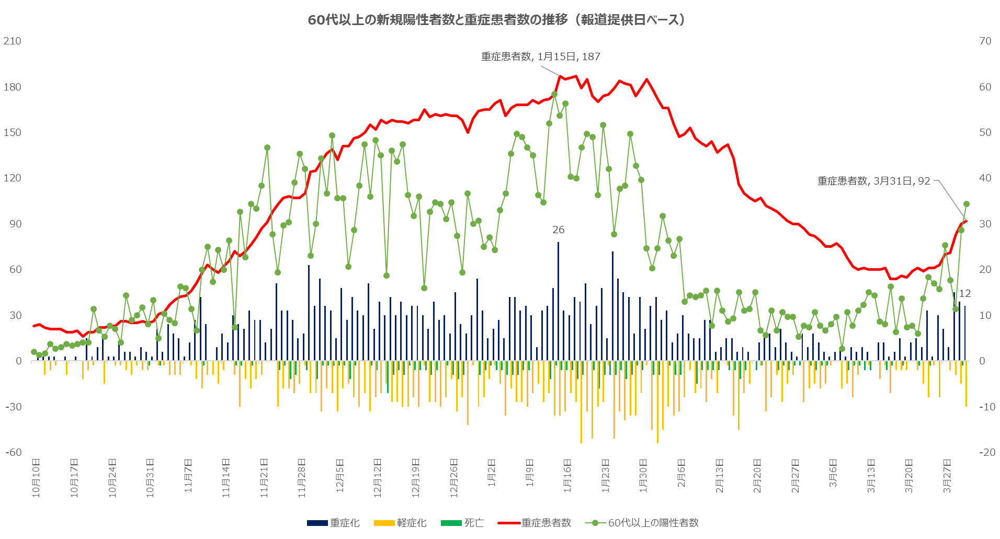 60代以上の新規陽性者数と重症患者数の推移（報道提供日ベース）
210
180
150
120
90
60
30
0
-30
-60
70
60
50
40
30
20
10
0
-10
-20
重症患者数, 1月15日, 187
重症患者数, 3月31日, 92
26
12
10月10日
10月17日
10月24日
10月31日
11月7日
11月14日
11月21日
11月28日
12月5日
12月12日
12月19日
12月26日
1月2日
1月9日
1月16日
1月23日
1月30日
2月6日
2月13日
2月20日
2月27日
3月6日
3月13日
3月20日
3月27日
重症化
軽症化
死亡
重症患者数
60代以上の陽性者数